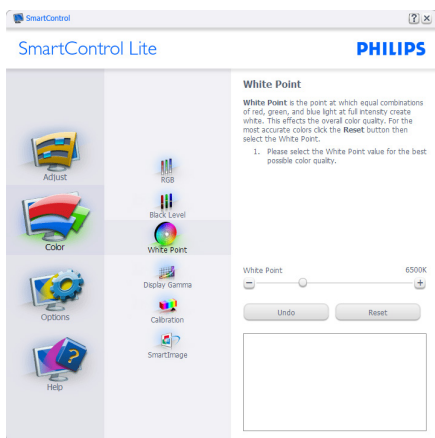 SmartControl
SmartControl Lite
PHILIPS
Adjust
Color
Options
Help
RGB
Black Level
White Point
Display Gamma
Calibration
SmartImage
White Point
White Point is the point at which equal combinations
of red, green, and blue light at full intensity create
white. This effects the overall color quality. For the
most accurate colors click the Reset button then
select the White Point.
1. Please select the White Point value for the best
possible color quality.
White Point 6500K
Undo Reset